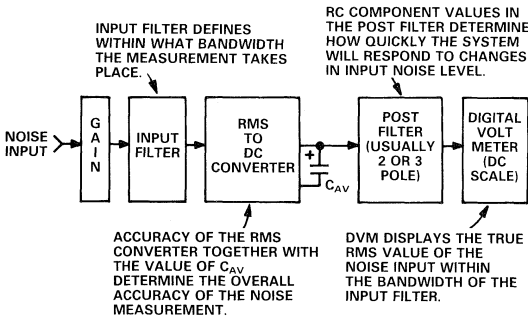 INPUT FILTER DEFINES
WITHIN WHAT BANDWIDTH
THE MEASUREMENT TAKES
PLACE.
RC COMPONENT VALUES IN
THE POST FILTER DETERMINE
HOW QUICKLY THE SYSTEM
WILL RESPOND TO CHANGES
IN INPUT NOISE LEVEL.
NOISE
INPUT
G
A
I
N
INPUT
FILTER
RMS
TO
DC
CONVERTER
+
CAV
POST
FILTER
(USUALLY
2 OR 3
POLE)
DIGITAL
VOLT
METER
(DC
SCALE)
ACCURACY OF THE RMS
CONVERTER TOGETHER WITH
THE VALUE OF CAV
DETERMINE THE OVERALL
ACCURACY OF THE NOISE
MEASUREMENT.
DVM DISPLAYS THE TRUE
RMS VALUE OF THE
NOISE INPUT WITHIN
THE BANDWIDTH OF THE
INPUT FILTER.